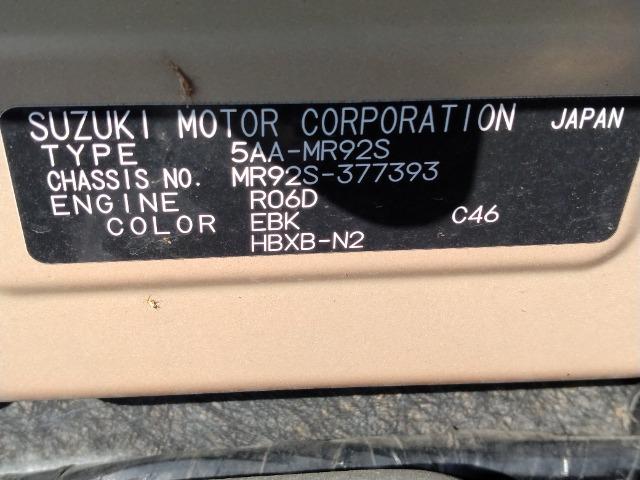 SUZUKI MOTOR CORPORATION JAPAN
TYPE 5AA-MR92S
CHASSIS NO. MR92S-377393
ENGINE R06D
COLOR EBK C46
HBXB-N2